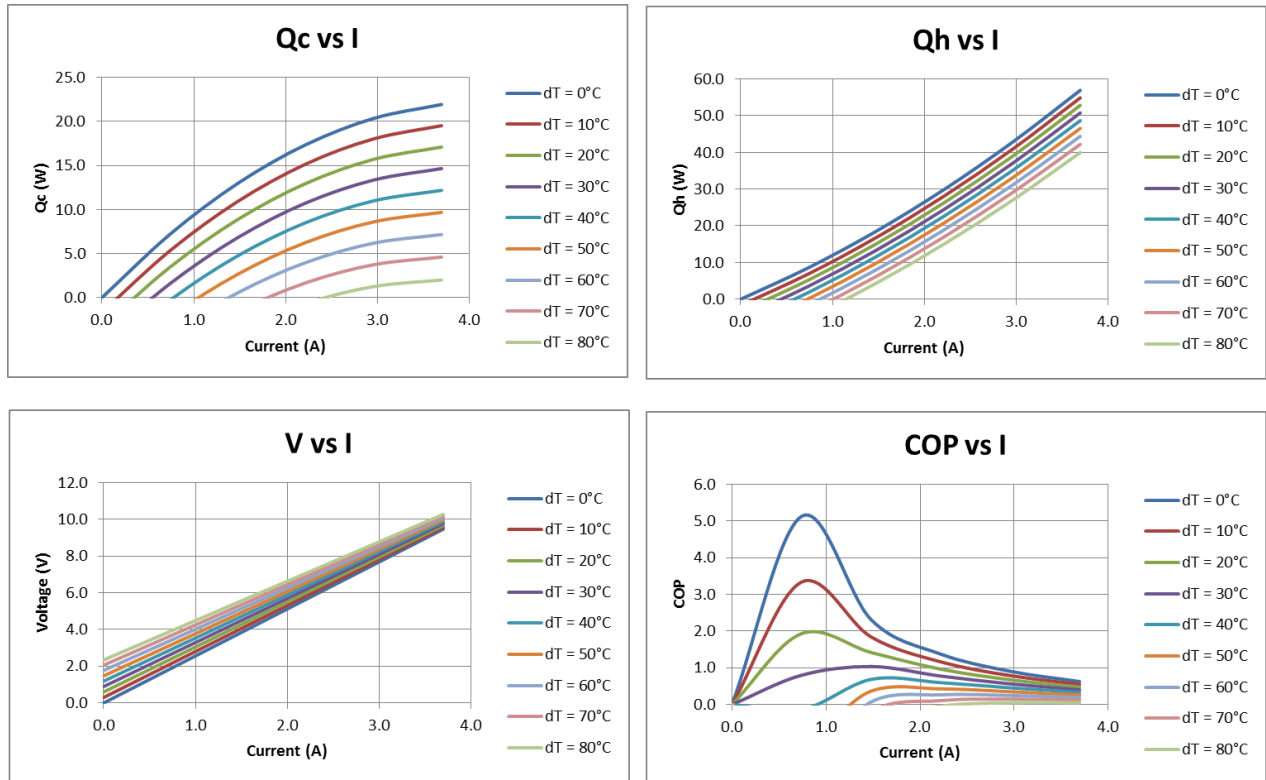 Qc vs I
25.0
20.0
15.0
10.0
5.0
0.0
Qc (W)
0.0 1.0 2.0 3.0 4.0
Current (A)
dT = 0°C
dT = 10°C
dT = 20°C
dT = 30°C
dT = 40°C
dT = 50°C
dT = 60°C
dT = 70°C
dT = 80°C
Qh vs I
60.0
50.0
40.0
30.0
20.0
10.0
0.0
Qh (W)
0.0 1.0 2.0 3.0 4.0
Current (A)
dT = 0°C
dT = 10°C
dT = 20°C
dT = 30°C
dT = 40°C
dT = 50°C
dT = 60°C
dT = 70°C
dT = 80°C
V vs I
12.0
10.0
8.0
6.0
4.0
2.0
0.0
Voltage (V)
0.0 1.0 2.0 3.0 4.0
Current (A)
dT = 0°C
dT = 10°C
dT = 20°C
dT = 30°C
dT = 40°C
dT = 50°C
dT = 60°C
dT = 70°C
dT = 80°C
COP vs I
6.0
5.0
4.0
3.0
2.0
1.0
0.0
COP
0.0 1.0 2.0 3.0 4.0
Current (A)
dT = 0°C
dT = 10°C
dT = 20°C
dT = 30°C
dT = 40°C
dT = 50°C
dT = 60°C
dT = 70°C
dT = 80°C